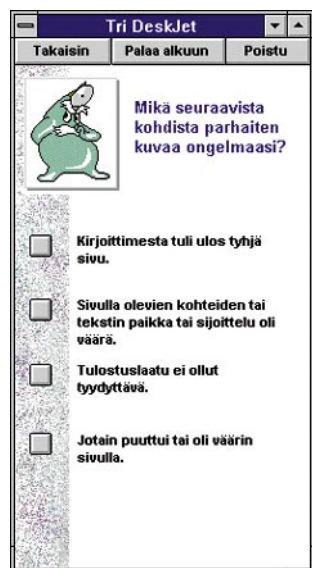 Tri DeskJet
Takaisin Palaa alkuun Poistu
Mikä seuraavista
kohdista parhaiten
kuvaa ongelmaasi?
Kirjoittimesta tuli ulos tyhjä
sivu.
Sivulla olevien kohteiden tai
tekstin paikka tai sijoittelu oli
väärä.
Tulostuslaatu ei ollut
tyydyttävä.
Jotain puuttui tai oli väärin
sivulla.